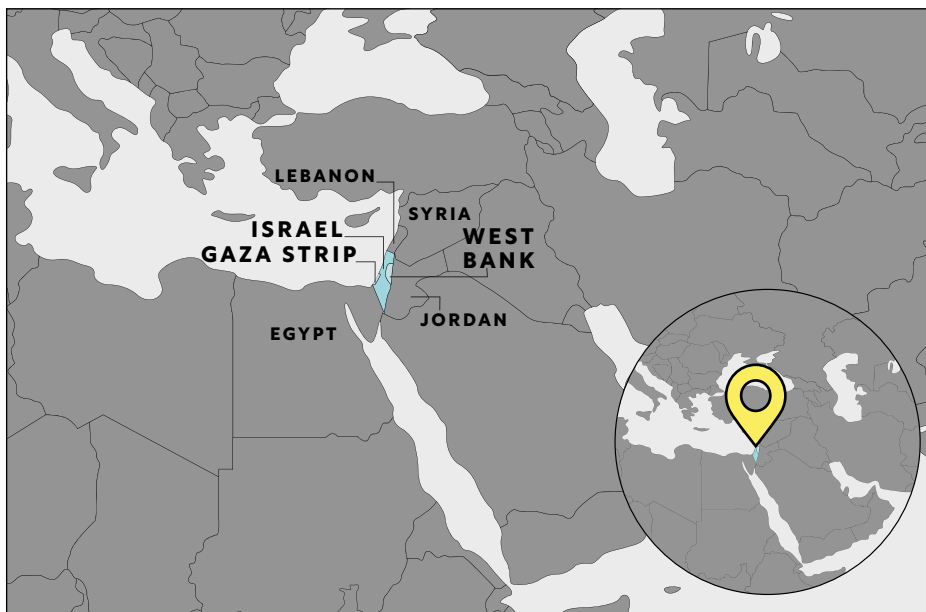 LEBANON
SYRIA
ISRAEL
GAZA STRIP
WEST
BANK
EGYPT
JORDAN